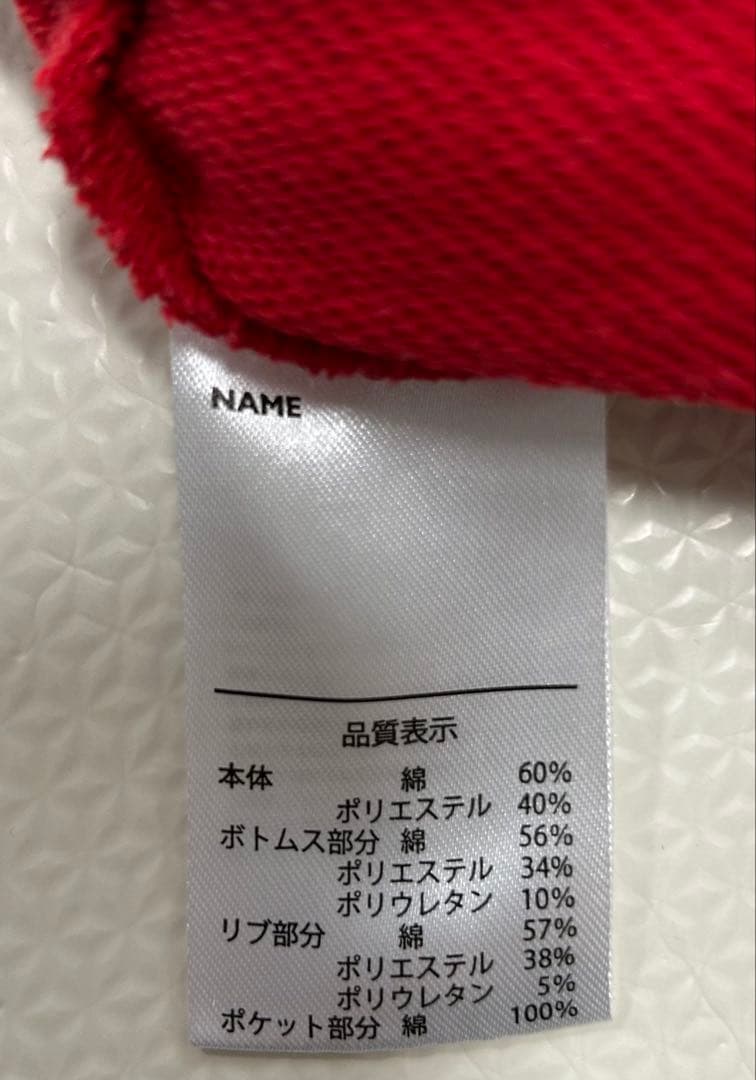 NAME
品質表示
本体 綿 60%
ポリエステル 40%
ボトムス部分 綿 56%
ポリエステル 34%
ポリウレタン 10%
リブ部分 綿 57%
ポリエステル 38%
ポリウレタン 5%
ポケット部分 綿 100%